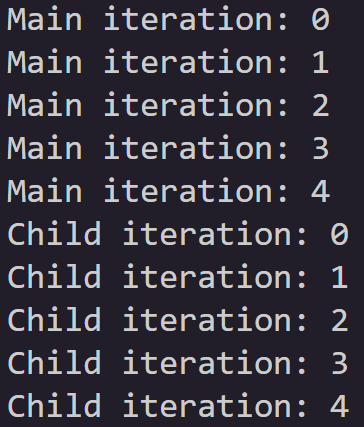 Main iteration: 0
Main iteration: 1
Main iteration: 2
Main iteration: 3
Main iteration: 4
Child iteration: 0
Child iteration: 1
Child iteration: 2
Child iteration: 3
Child iteration: 4